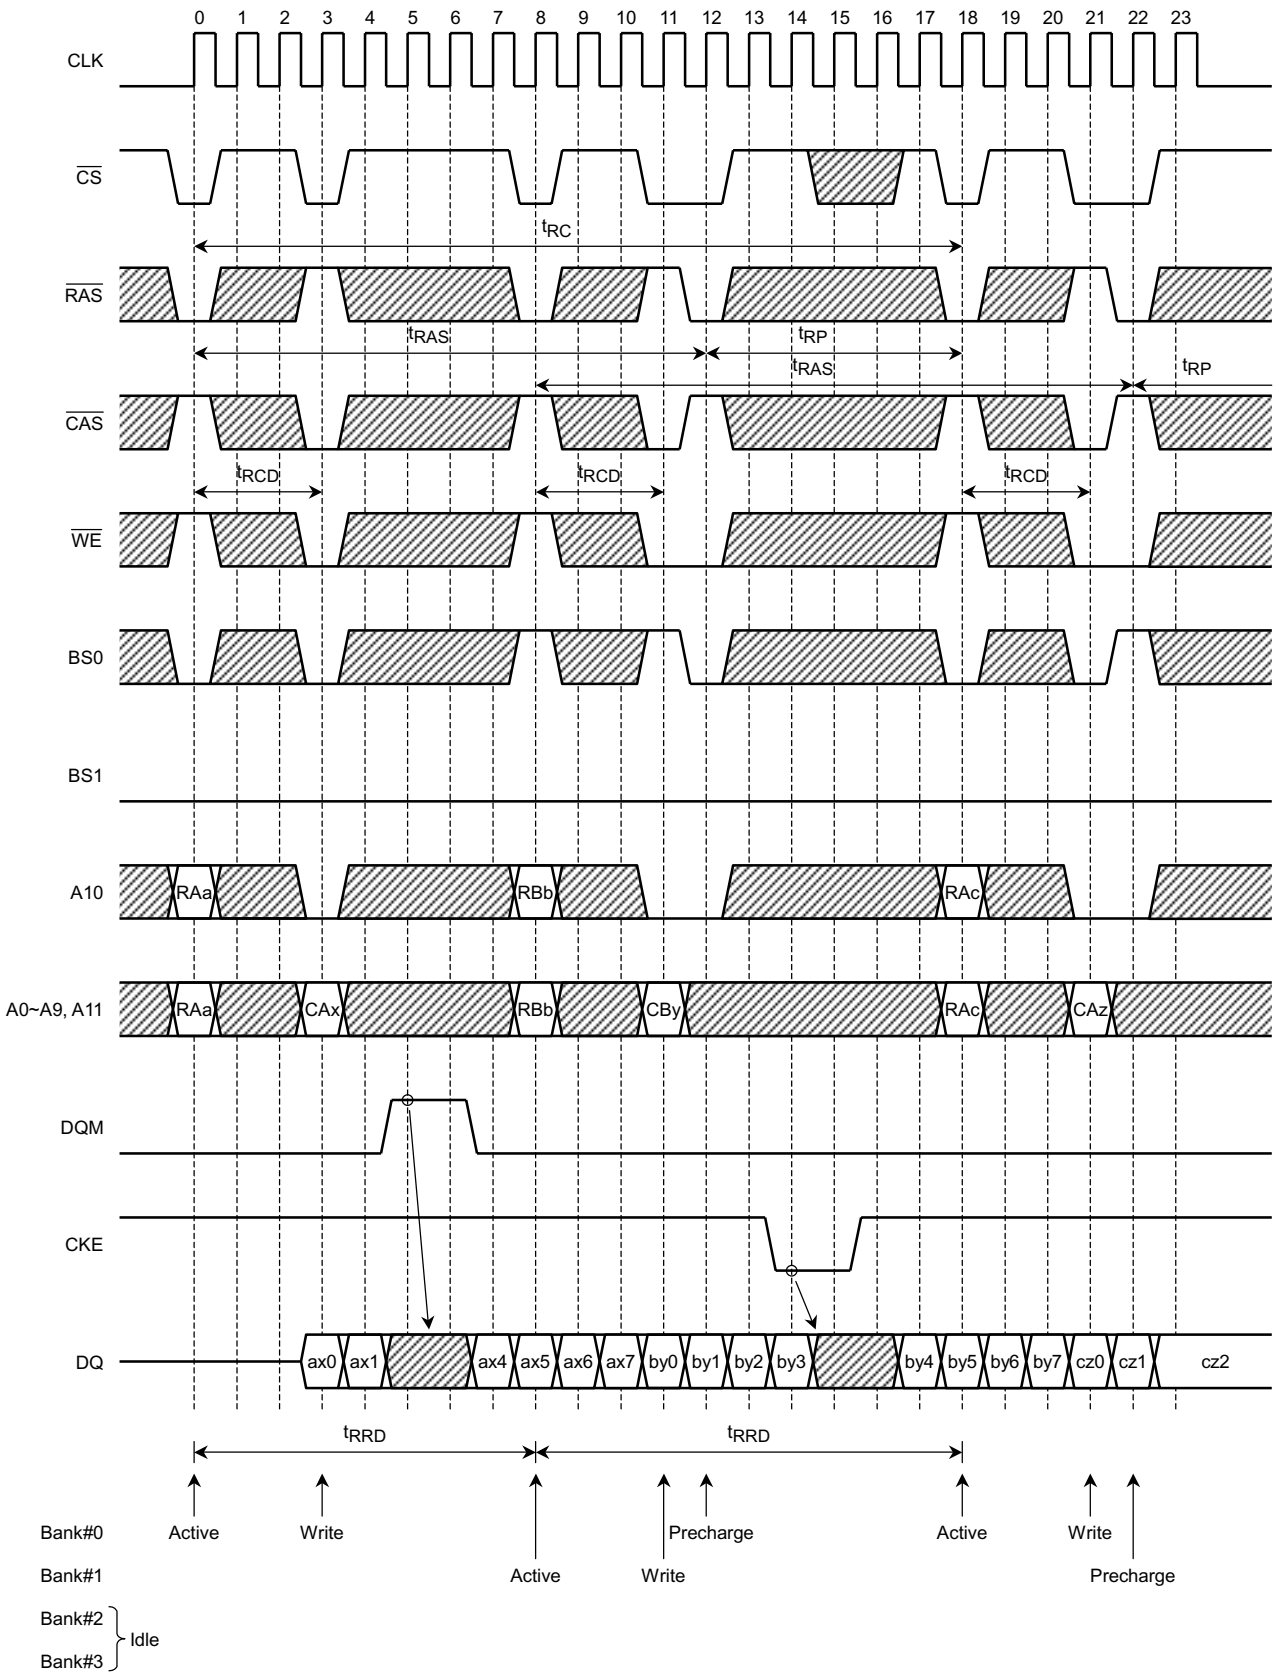 0 1 2 3 4 5 6 7 8 9 10 11 12 13 14 15 16 17 18 19 20 21 22 23
CLK
CS
tRC
RAS
tRAS tRP
tRAS tRP
CAS
tRCD tRCD tRCD
WE
BS0
BS1
A10 RAa RBb RAc
A0~A9, A11 RAa CAx RBb CBy RAc CAz
DQM
CKE
DQ ax0 ax1 ax4 ax5 ax6 ax7 by0 by1 by2 by3 by4 by5 by6 by7 cz0 cz1 cz2
tRRD tRRD
Bank#0 Active Write Precharge Active Write
Bank#1 Active Write Precharge
Bank#2
Idle
Bank#3